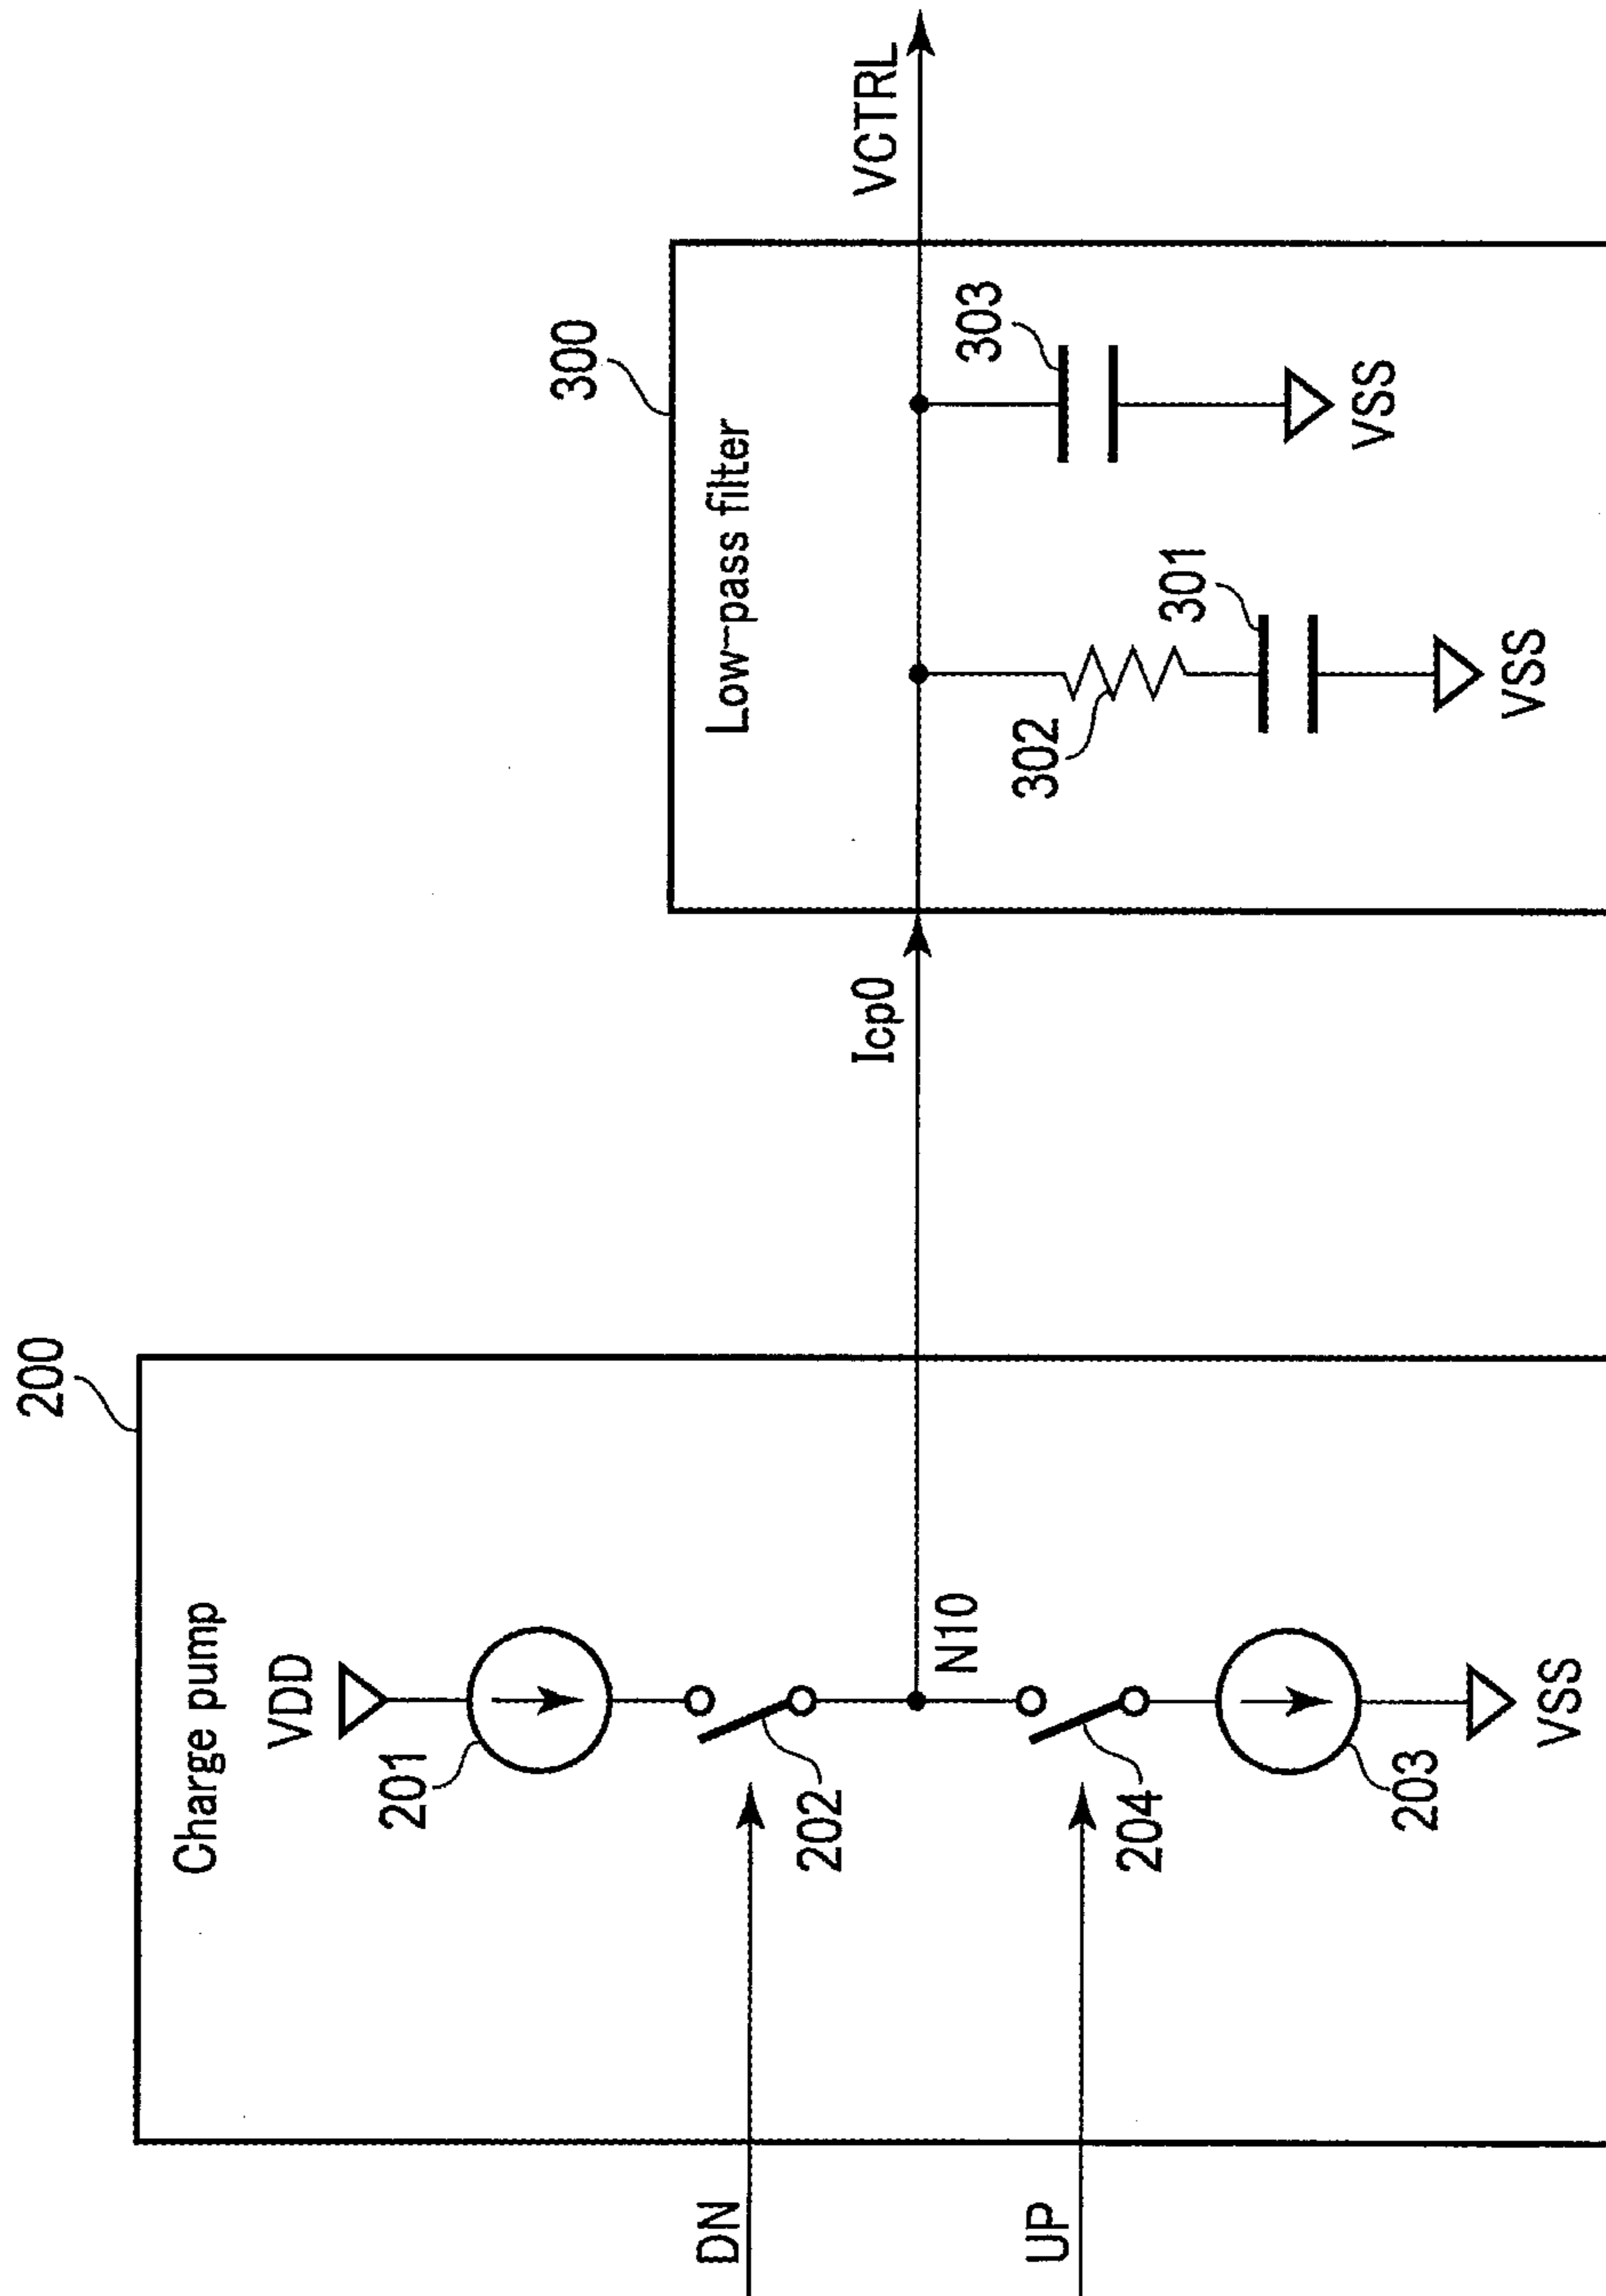 200
Charge pump
VDD
201
DN
202
N10
UP
204
203
VSS
Icp0
300
Low-pass filter
VCTRL
303
302
301
VSS
VSS